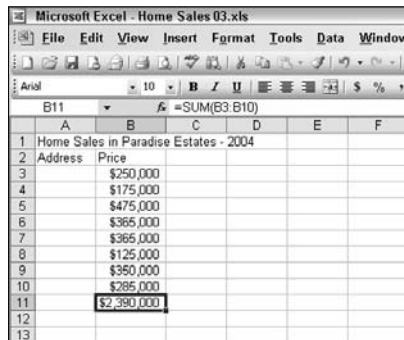 Microsoft Excel - Home Sales 03.xls
File Edit View Insert Format Tools Data Window
Arial 10 B I U $ %
B11 fx =SUM(B3:B10)
A B C D E F
1 Home Sales in Paradise Estates - 2004
2 Address Price
3 $250,000
4 $175,000
5 $475,000
6 $365,000
7 $365,000
8 $125,000
9 $350,000
10 $285,000
11 $2,390,000
12
13